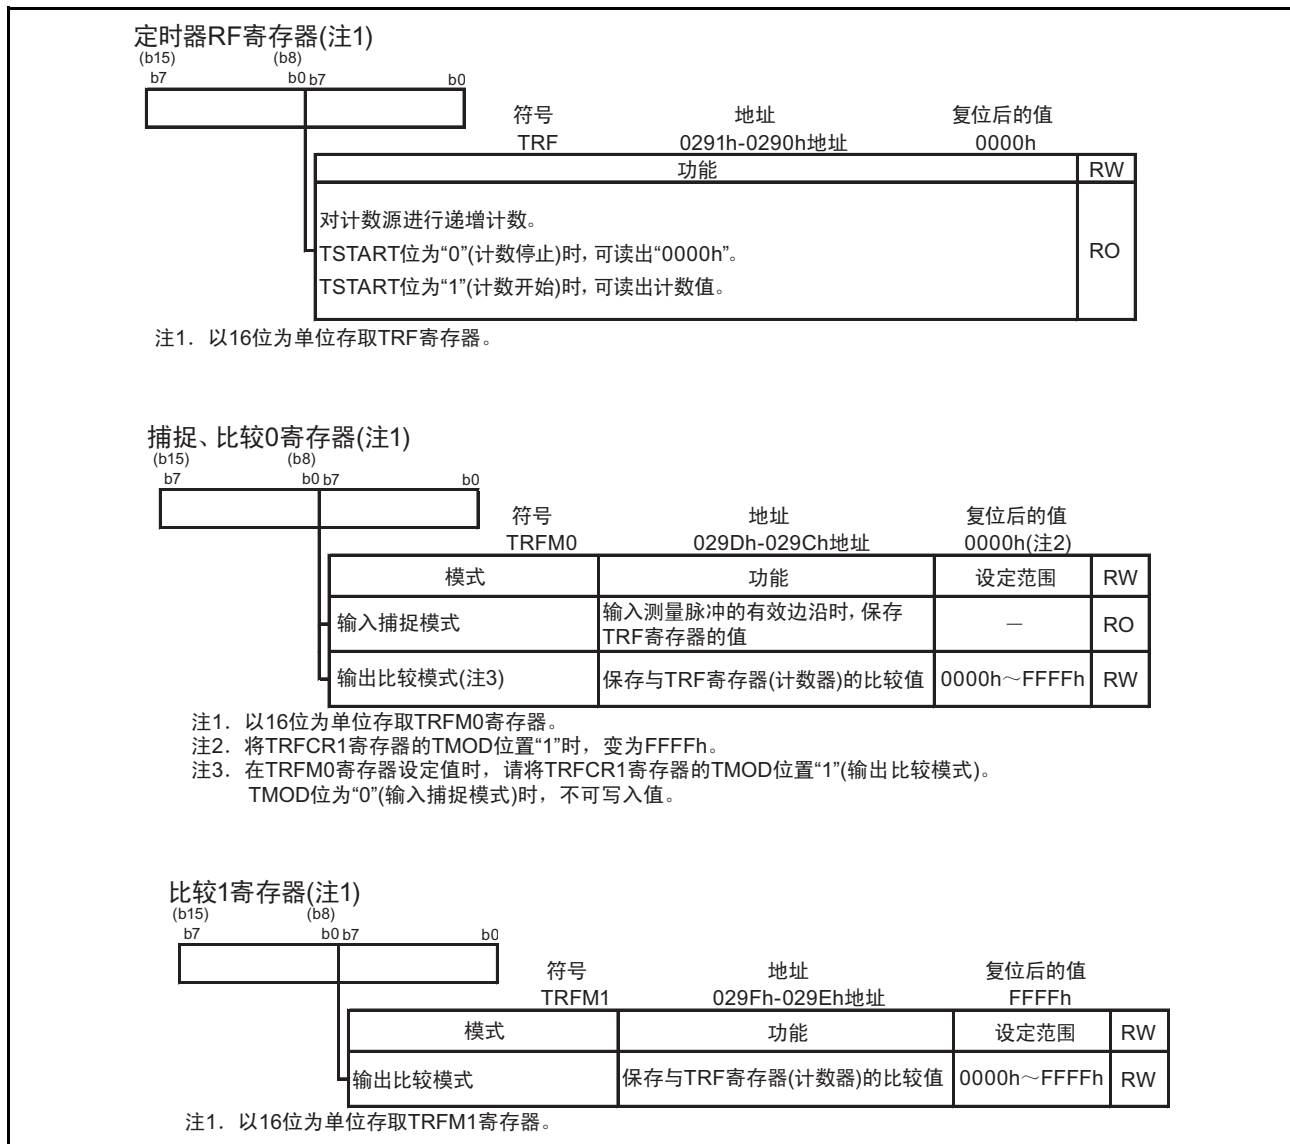 定时器RF寄存器(注1)
(b15) (b8)
b7 b0 b7 b0
符号 地址 复位后的值
TRF 0291h-0290h地址 0000h
功能 RW
对计数源进行递增计数。
TSTART位为“0”(计数停止)时, 可读出“0000h”。
RO
TSTART位为“1”(计数开始)时, 可读出计数值。
注1. 以16位为单位存取TRF寄存器。
捕捉、比较0寄存器(注1)
(b15) (b8)
b7 b0 b7 b0
符号 地址 复位后的值
TRFM0 029Dh-029Ch地址 0000h(注2)
模式 功能 设定范围 RW
输入捕捉模式 输入测量脉冲的有效边沿时, 保存
TRF寄存器的值 — RO
输出比较模式(注3) 保存与TRF寄存器(计数器)的比较值 0000h～FFFFh RW
注1. 以16位为单位存取TRFM0寄存器。
注2. 将TRFCR1寄存器的TMOD位置“1”时，变为FFFFh。
注3. 在TRFM0寄存器设定值时，请将TRFCR1寄存器的TMOD位置“1”(输出比较模式)。
TMOD位为“0”(输入捕捉模式)时，不可写入值。
比较1寄存器(注1)
(b15) (b8)
b7 b0 b7 b0
符号 地址 复位后的值
TRFM1 029Fh-029Eh地址 FFFFh
模式 功能 设定范围 RW
输出比较模式 保存与TRF寄存器(计数器)的比较值 0000h～FFFFh RW
注1. 以16位为单位存取TRFM1寄存器。